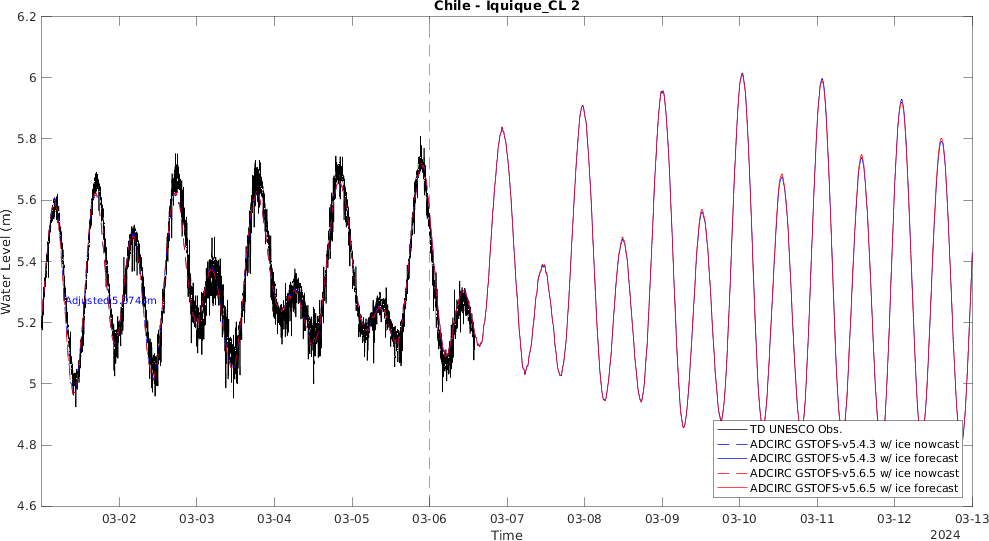 Chile - Iquique_CL 2
6.2
6
5.8
5.6
5.4
5.2
5
4.8
4.6
Water Level (m)
TD UNESCO Obs.
ADCIRC GSTOFS-v5.4.3 w/ ice nowcast
ADCIRC GSTOFS-v5.4.3 w/ ice forecast
ADCIRC GSTOFS-v5.6.5 w/ ice nowcast
ADCIRC GSTOFS-v5.6.5 w/ ice forecast
03-02 03-03 03-04 03-05 03-06 03-07 03-08 03-09 03-10 03-11 03-12 03-13
Time
2024